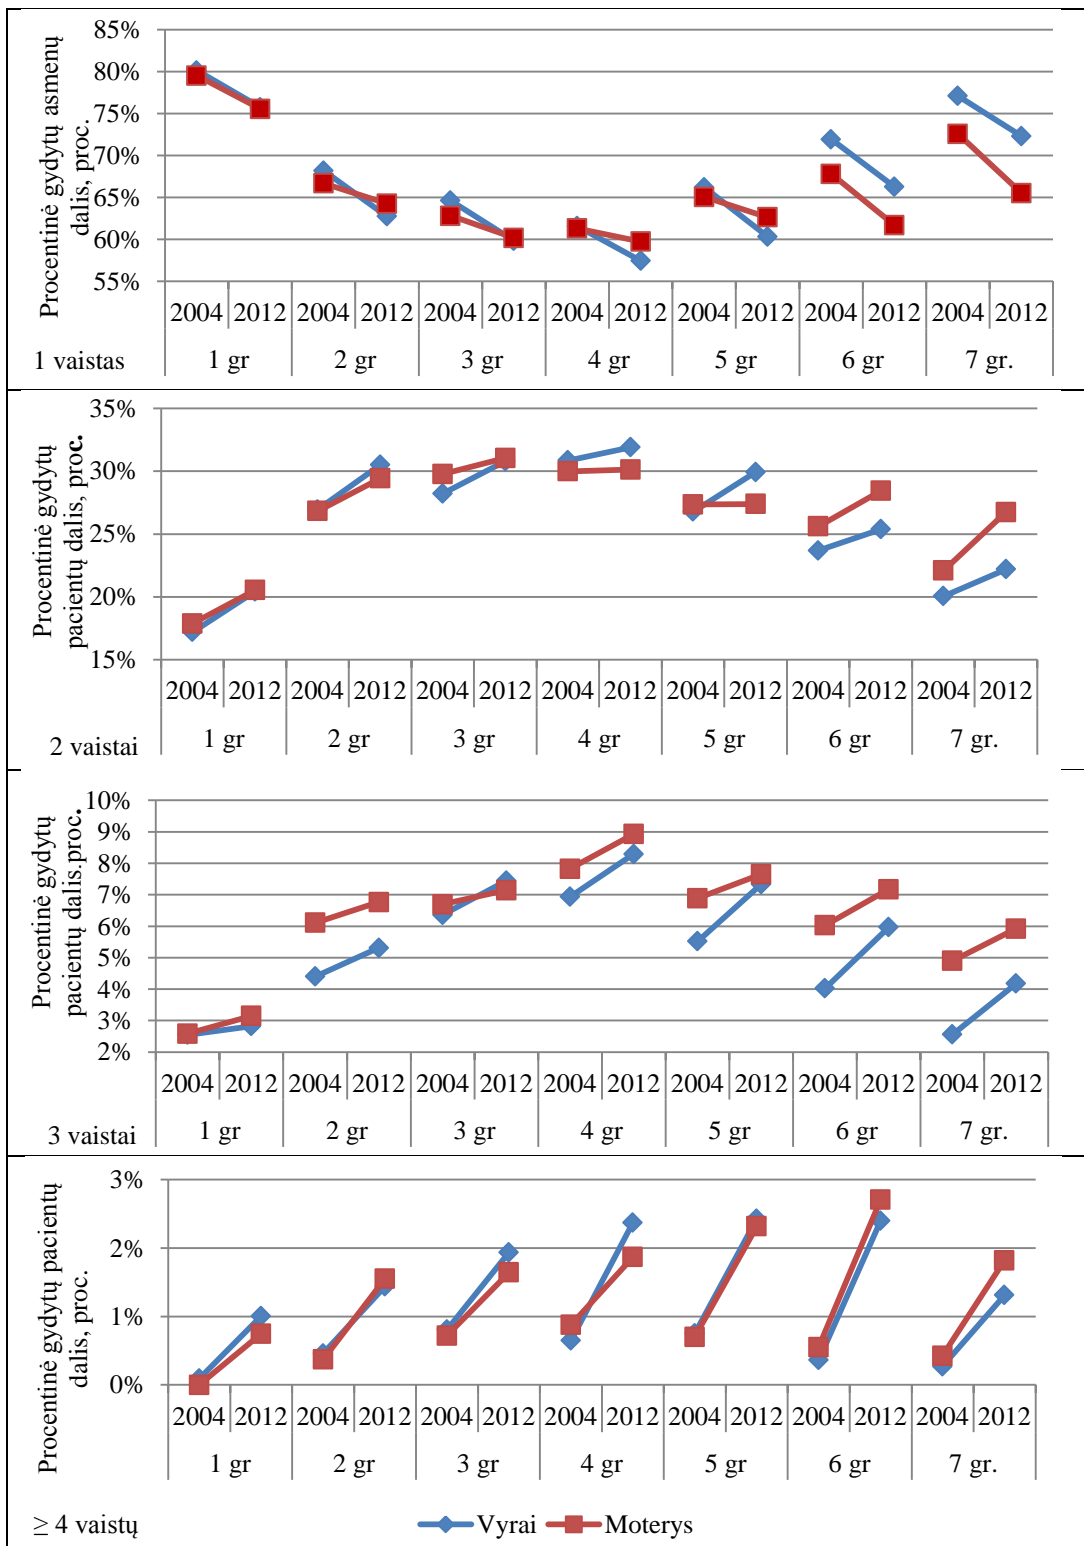 Procentinė gydytų asmenų
dalis, proc.
85%
80%
75%
70%
65%
60%
55%
2004 2012 2004 2012 2004 2012 2004 2012 2004 2012 2004 2012 2004 2012
1 vaistas 1 gr 2 gr 3 gr 4 gr 5 gr 6 gr 7 gr.
Procentinė gydytų
pacientų dalis, proc.
35%
30%
25%
20%
15%
2004 2012 2004 2012 2004 2012 2004 2012 2004 2012 2004 2012 2004 2012
2 vaistai 1 gr 2 gr 3 gr 4 gr 5 gr 6 gr 7 gr.
Procentinė gydytų
pacientų dalis.proc.
10%
9%
8%
7%
6%
5%
4%
3%
2%
2004 2012 2004 2012 2004 2012 2004 2012 2004 2012 2004 2012 2004 2012
3 vaistai 1 gr 2 gr 3 gr 4 gr 5 gr 6 gr 7 gr.
Procentinė gydytų pacientų
dalis, proc.
3%
2%
1%
0%
2004 2012 2004 2012 2004 2012 2004 2012 2004 2012 2004 2012 2004 2012
1 gr 2 gr 3 gr 4 gr 5 gr 6 gr 7 gr.
≥ 4 vaistų Vyrai Moterys